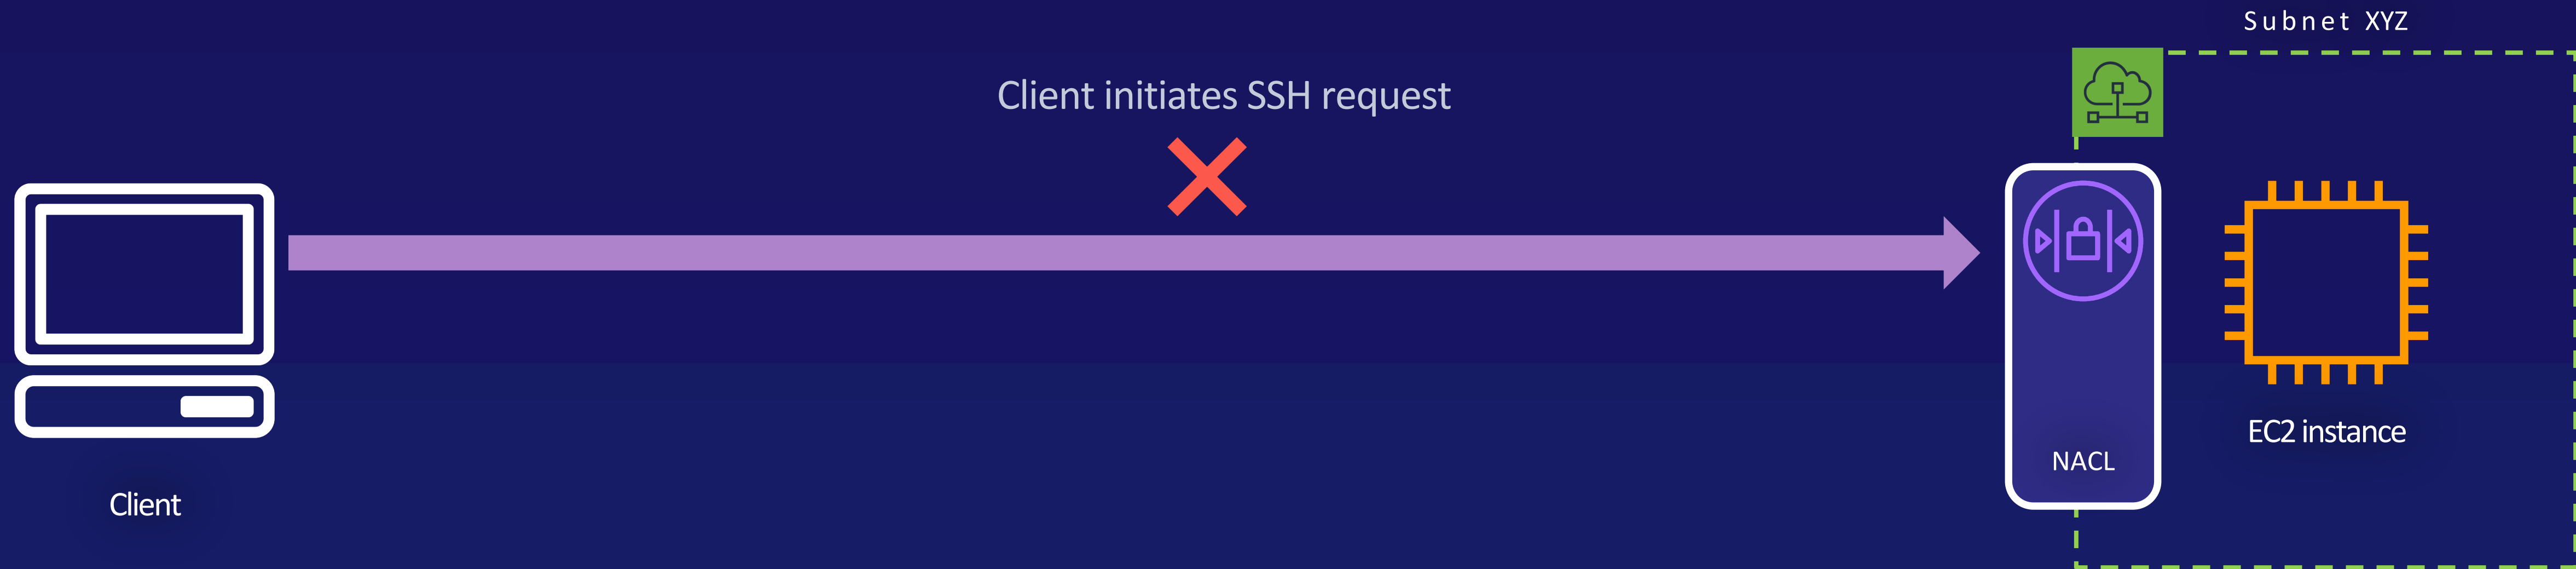 Subnet XYZ
Client initiates SSH request
NACL
EC2 instance
Client